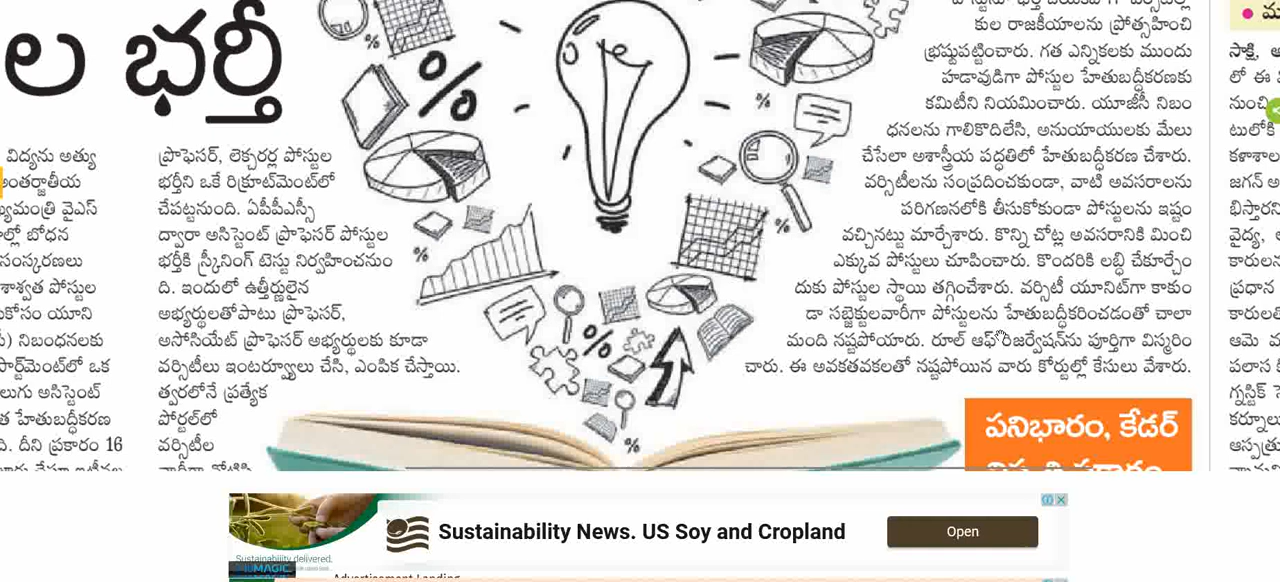 ల భర్తీ
విద్యను అత్యు
అంతర్జాతీయ
ఖ్యమంత్రి వైఎస్
ల్లో బోధన
సంస్కరణలు
శాశ్వత పోస్టుల
కోసం యూని
నిబంధనలకు
పార్ట్‌మెంట్‌లో ఒక
లుగు అసిస్టెంట్
త హేతుబద్ధీకరణ
ది. దీని ప్రకారం 16
ప్రొఫెసర్, లెక్చరర్ల పోస్టుల
భర్తీని ఒకే రిక్రూట్‌మెంట్‌లో
చేపట్టనుంది. ఏపీపీఎస్సీ
ద్వారా అసిస్టెంట్ ప్రొఫెసర్ పోస్టుల
భర్తీకి స్క్రీనింగ్ టెస్టు నిర్వహించనుం
ది. ఇందులో ఉత్తీర్ణులైన
అభ్యర్థులతోపాటు ప్రొఫెసర్,
అసోసియేట్ ప్రొఫెసర్ అభ్యర్థులకు కూడా
వర్సిటీలు ఇంటర్వ్యూలు చేసి, ఎంపిక చేస్తాయి.
త్వరలోనే ప్రత్యేక
పోర్టల్‌లో
వర్సిటీల
కుల రాజకీయాలను ప్రోత్సహించి
భ్రష్టుపట్టించారు. గత ఎన్నికలకు ముందు
హడావుడిగా పోస్టుల హేతుబద్ధీకరణకు
కమిటీని నియమించారు. యూజీసీ నిబం
ధనలను గాలికొదిలేసి, అనుయాయులకు మేలు
చేసేలా అశాస్త్రీయ పద్ధతిలో హేతుబద్ధీకరణ చేశారు.
వర్సిటీలను సంప్రదించకుండా, వాటి అవసరాలను
పరిగణనలోకి తీసుకోకుండా పోస్టులను ఇష్టం
వచ్చినట్టు మార్చేశారు. కొన్ని చోట్ల అవసరానికి మించి
ఎక్కువ పోస్టులు చూపించారు. కొందరికి లబ్ధి చేకూర్చేం
దుకు పోస్టుల స్థాయి తగ్గించేశారు. వర్సిటీ యూనిట్‌గా కాకుం
డా సబ్జెక్టులవారీగా పోస్టులను హేతుబద్ధీకరించడంతో చాలా
మంది నష్టపోయారు. రూల్ ఆఫ్ రిజర్వేషన్‌ను పూర్తిగా విస్మరిం
చారు. ఈ అవకతవకలతో నష్టపోయిన వారు కోర్టుల్లో కేసులు వేశారు.
పనిభారం, కేడర్
సాక్షి,
లో ఈ
నుంచి
టులోకి
కళాశాల
జగన్
భిస్తార
వైద్య,
కారులన
ప్రధాన
కారులత
ఆమె
పలాస
గ్నస్టిక్
కర్నూలు
ఆస్పత్రు
Sustainability News. US Soy and Cropland
Open
Sustainability delivered.